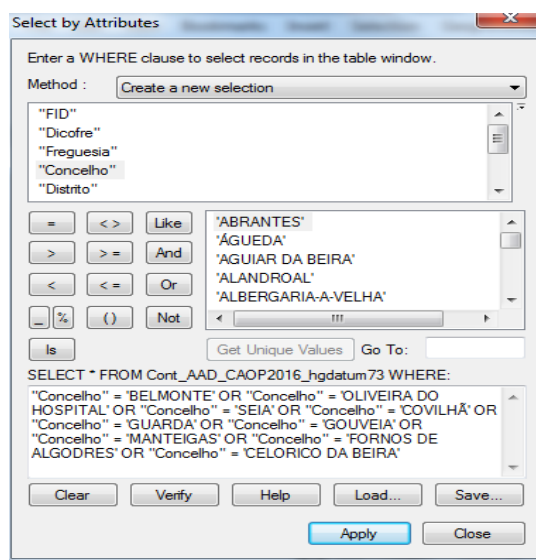 Select by Attributes
Enter a WHERE clause to select records in the table window.
Method : Create a new selection
"FID"
"Dicofre"
"Freguesia"
"Concelho"
"Distrito"
= < > Like
> > = And
< < = Or
_ % () Not
Is
'ABRANTES'
'ÁGUEDA'
'AGUIAR DA BEIRA'
'ALANDROAL'
'ALBERGARIA-A-VELHA'
Get Unique Values Go To:
SELECT * FROM Cont_AAD_CAOP2016_hgdatum73 WHERE:
"Concelho" = 'BELMONTE' OR "Concelho" = 'OLIVEIRA DO
HOSPITAL' OR "Concelho" = 'SEIA' OR "Concelho" = 'COVILHÃ' OR
"Concelho" = 'GUARDA' OR "Concelho" = 'GOUVEIA' OR
"Concelho" = 'MANTEIGAS' OR "Concelho" = 'FORNOS DE
ALGODRES' OR "Concelho" = 'CELORICO DA BEIRA'
Clear Verify Help Load... Save...
Apply Close